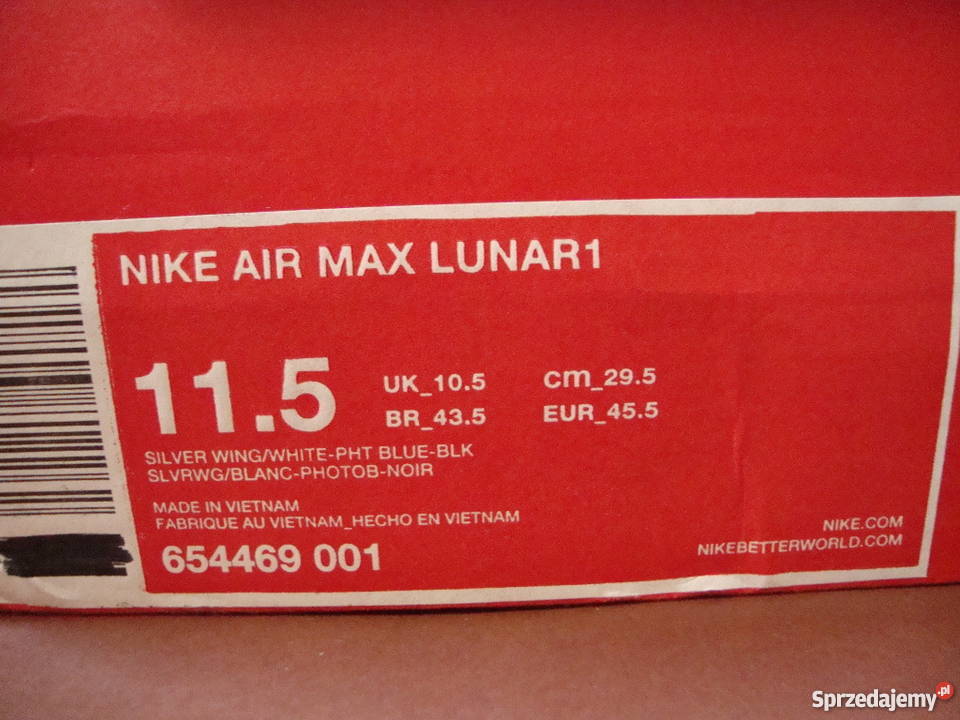 NIKE AIR MAX LUNAR1
11.5
UK_10.5 cm_29.5
BR_43.5 EUR_45.5
SILVER WING/WHITE-PHT BLUE-BLK
SLVRWG/BLANC-PHOTOB-NOIR
MADE IN VIETNAM
FABRIQUE AU VIETNAM_HECHO EN VIETNAM
654469 001
NIKE.COM
NIKEBETTERWORLD.COM
Sprzedajemy.pl